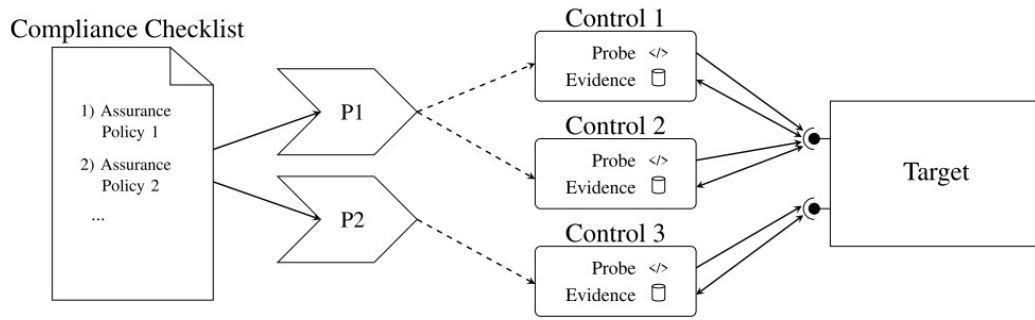 Compliance Checklist
1) Assurance
Policy 1
2) Assurance
Policy 2
...
P1
P2
Control 1
Probe </>
Evidence
Control 2
Probe </>
Evidence
Control 3
Probe </>
Evidence
Target